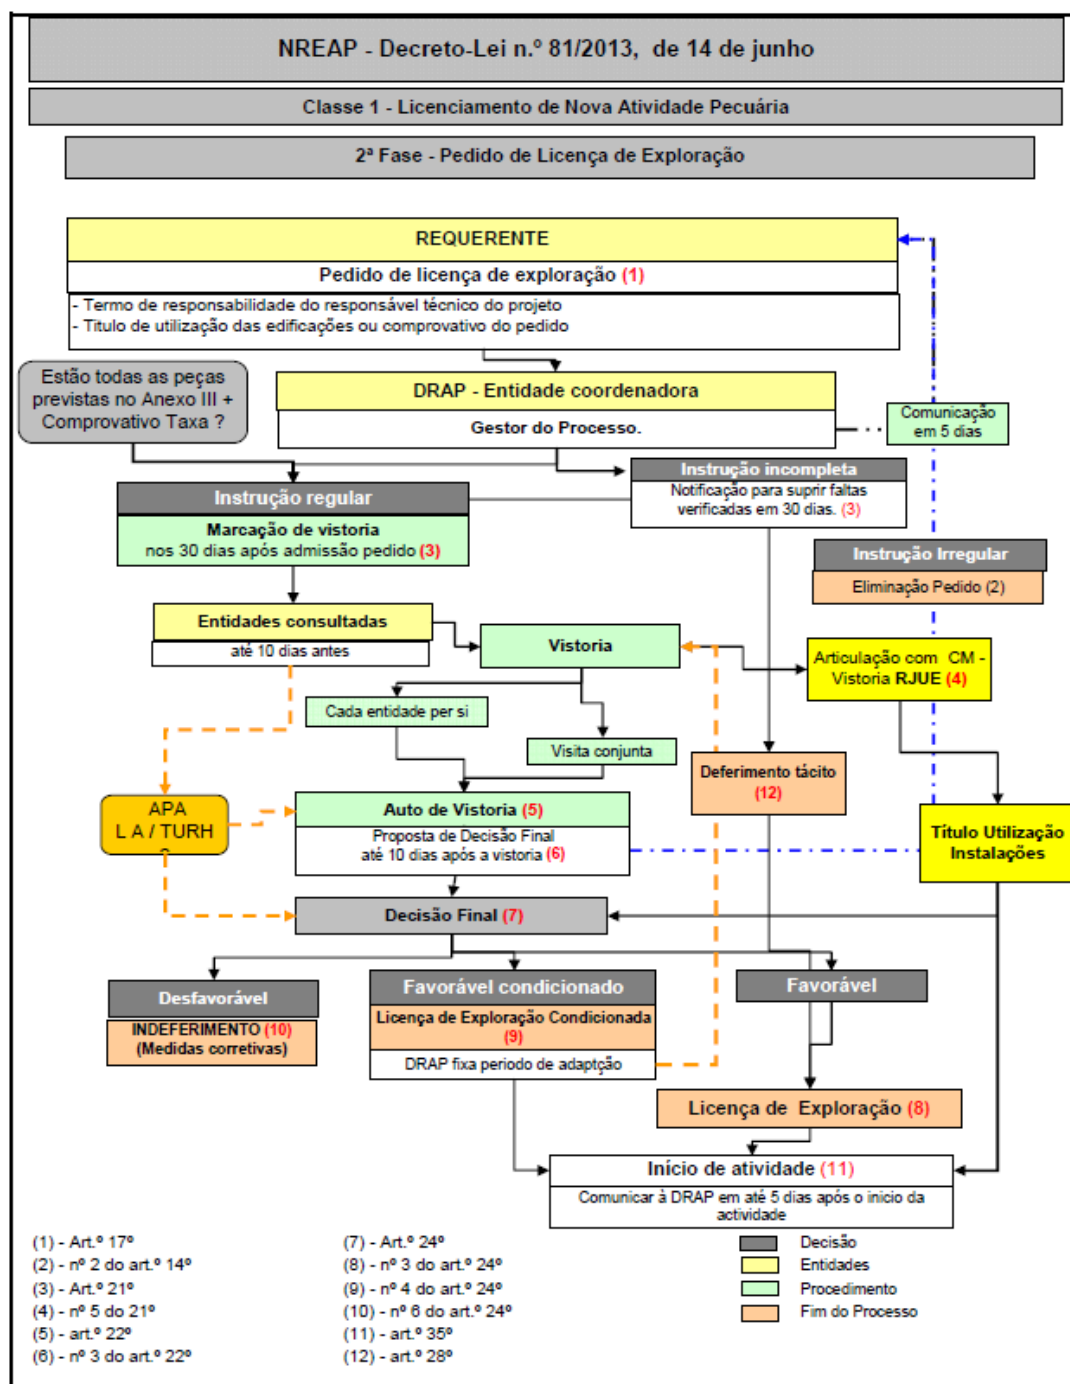 NREAP - Decreto-Lei n.º 81/2013, de 14 de junho
Classe 1 - Licenciamento de Nova Atividade Pecuária
2ª Fase - Pedido de Licença de Exploração
REQUERENTE
Pedido de licença de exploração (1)
- Termo de responsabilidade do responsável técnico do projeto
- Titulo de utilização das edificações ou comprovativo do pedido
Estão todas as peças
previstas no Anexo III +
Comprovativo Taxa ?
DRAP - Entidade coordenadora
Gestor do Processo.
Comunicação
em 5 dias
Instrução incompleta
Notificação para suprir faltas
verificadas em 30 dias. (3)
Instrução regular
Marcação de vistoria
nos 30 dias após admissão pedido (3)
Instrução Irregular
Eliminação Pedido (2)
Entidades consultadas
até 10 dias antes
Vistoria
Articulação com CM -
Vistoria RJUE (4)
Cada entidade per si
Visita conjunta
Deferimento tácito
(12)
APA
L A / TURH
Auto de Vistoria (5)
Proposta de Decisão Final
até 10 dias após a vistoria (6)
Título Utilização
Instalações
Decisão Final (7)
Desfavorável
INDEFERIMENTO (10)
(Medidas corretivas)
Favorável condicionado
Licença de Exploração Condicionada
(9)
DRAP fixa periodo de adaptção
Favorável
Licença de Exploração (8)
Início de atividade (11)
Comunicar à DRAP em até 5 dias após o inicio da
actividade
(1) - Art.º 17º
(2) - nº 2 do art.º 14º
(3) - Art.º 21º
(4) - nº 5 do 21º
(5) - art.º 22º
(6) - nº 3 do art.º 22º
(7) - Art.º 24º
(8) - nº 3 do art.º 24º
(9) - nº 4 do art.º 24º
(10) - nº 6 do art.º 24º
(11) - art.º 35º
(12) - art.º 28º
Decisão
Entidades
Procedimento
Fim do Processo